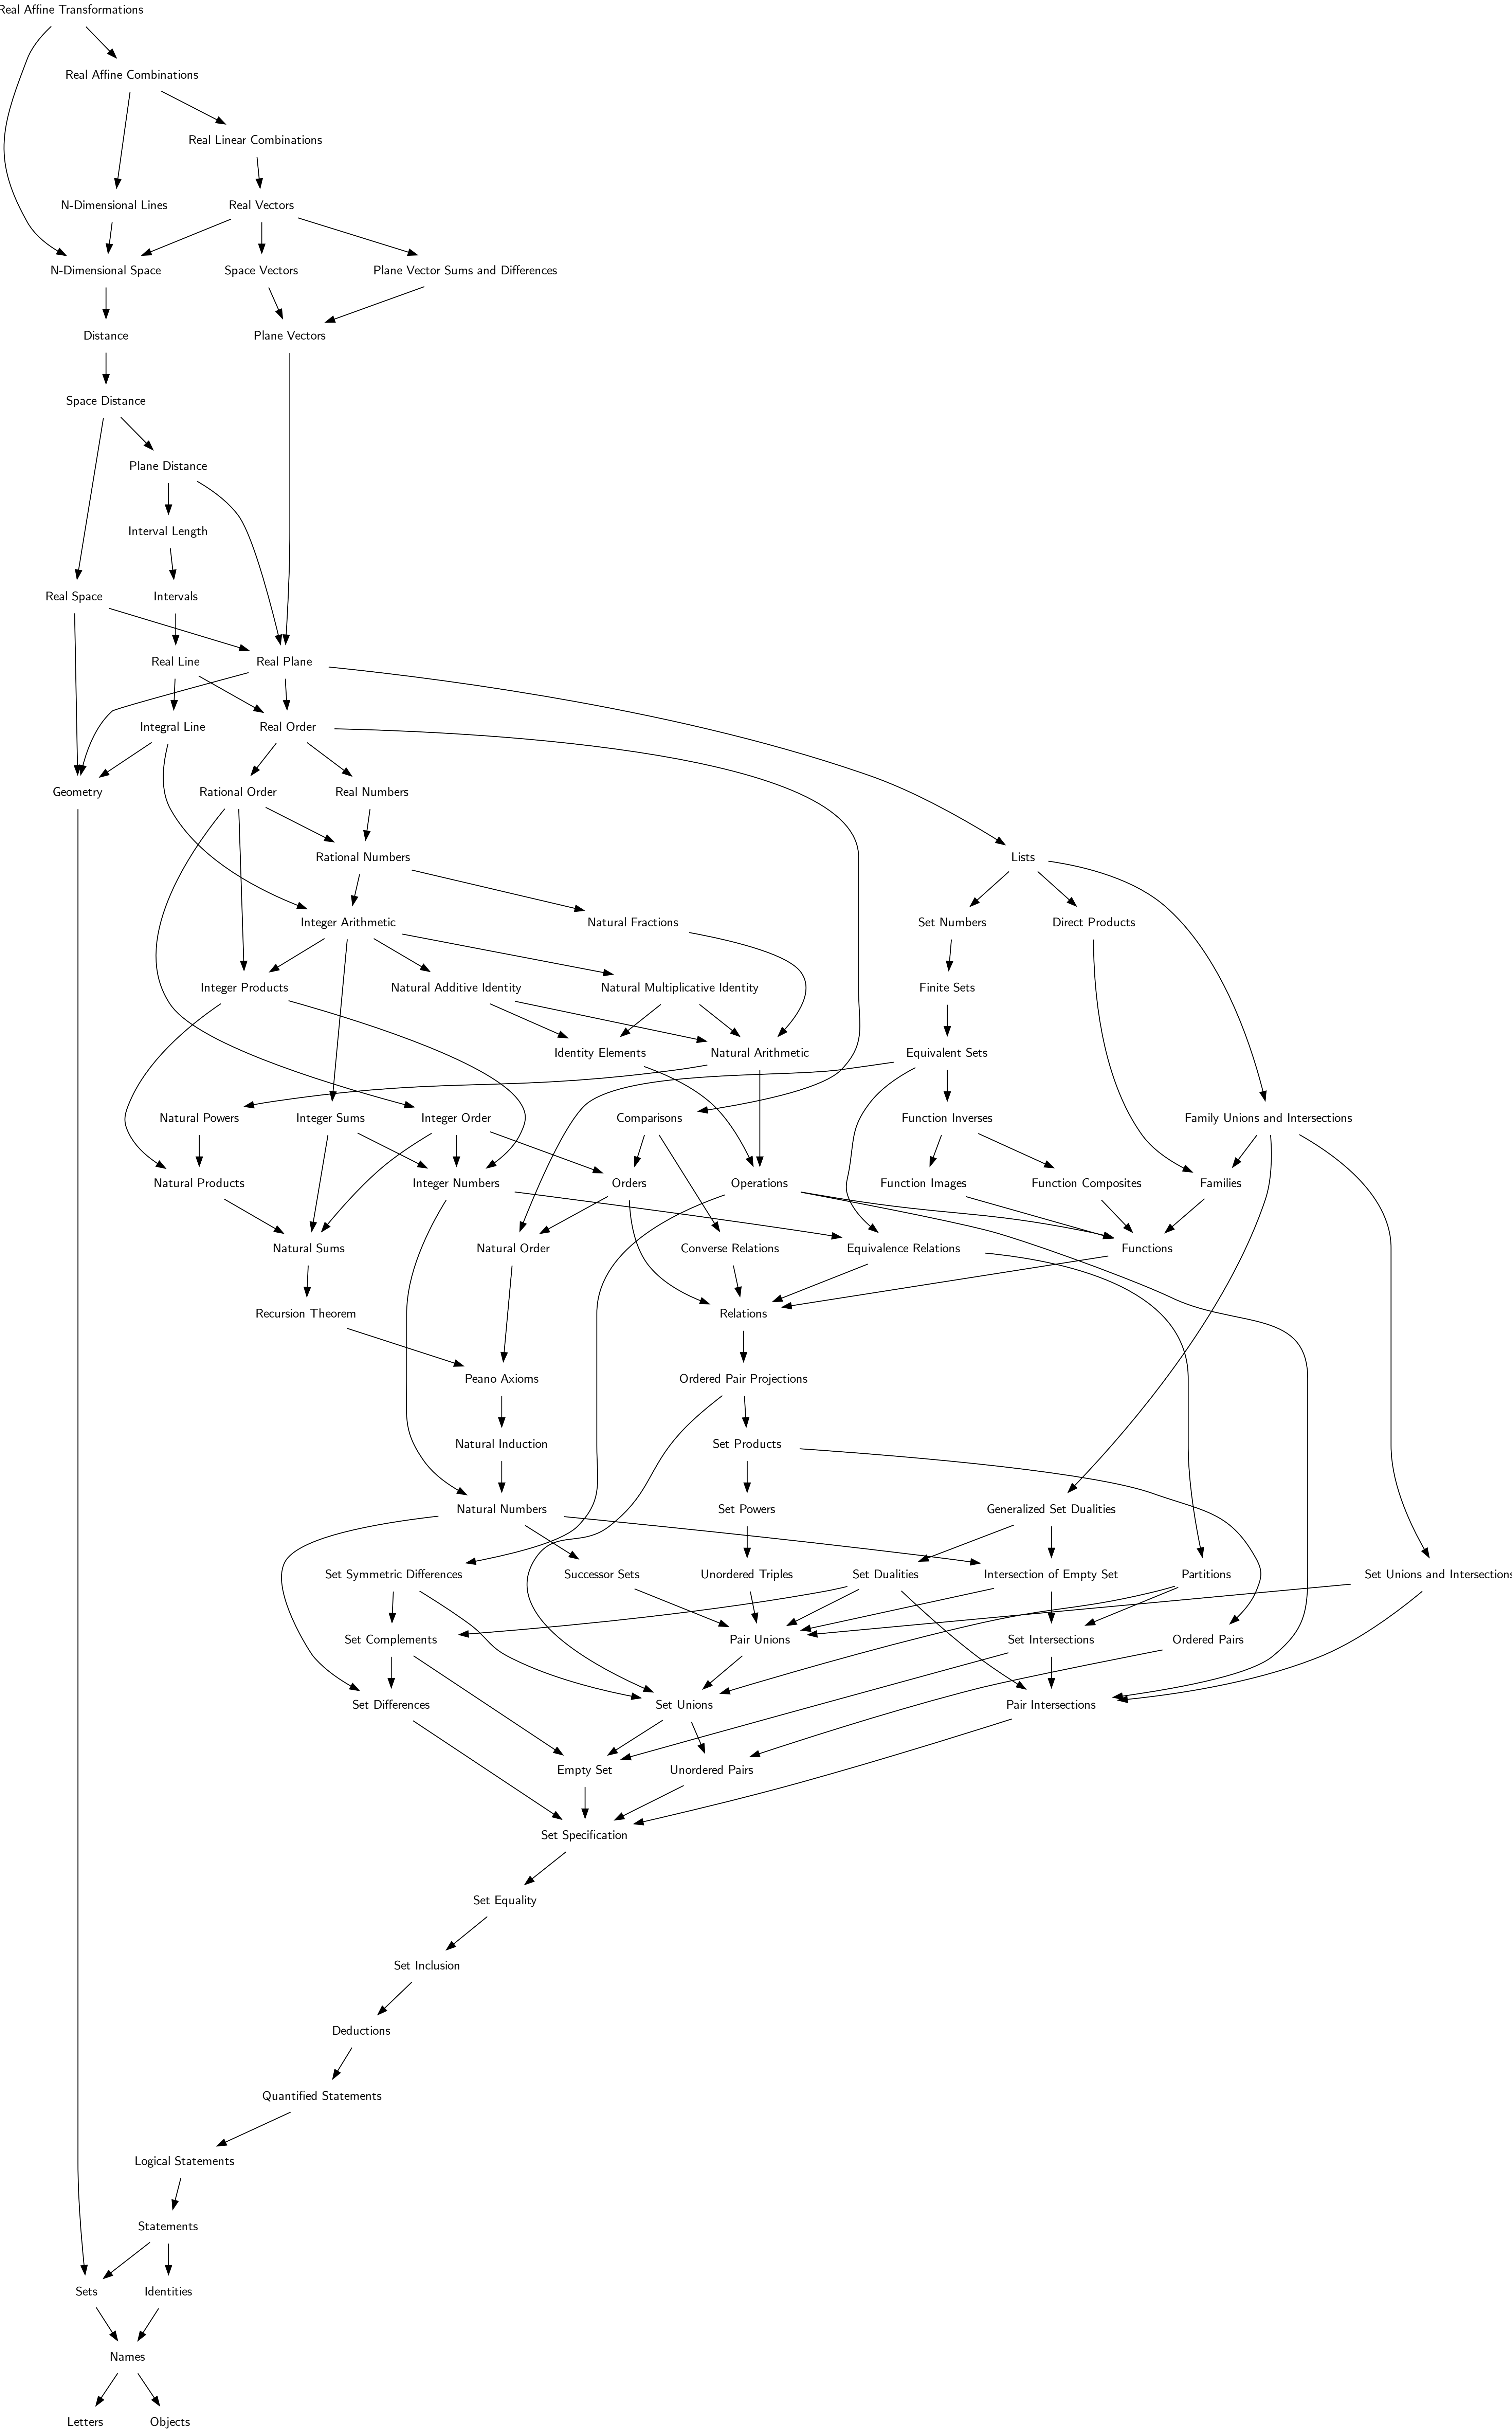 Real Affine Transformations
Real Affine Combinations
Real Linear Combinations
N-Dimensional Lines
Real Vectors
N-Dimensional Space
Space Vectors
Plane Vector Sums and Differences
Distance
Plane Vectors
Space Distance
Plane Distance
Interval Length
Real Space
Intervals
Real Line
Real Plane
Integral Line
Real Order
Geometry
Rational Order
Real Numbers
Rational Numbers
Lists
Integer Arithmetic
Natural Fractions
Set Numbers
Direct Products
Integer Products
Natural Additive Identity
Natural Multiplicative Identity
Finite Sets
Identity Elements
Natural Arithmetic
Equivalent Sets
Natural Powers
Integer Sums
Integer Order
Comparisons
Function Inverses
Family Unions and Intersections
Natural Products
Integer Numbers
Orders
Operations
Function Images
Function Composites
Families
Natural Sums
Natural Order
Converse Relations
Equivalence Relations
Functions
Recursion Theorem
Relations
Peano Axioms
Ordered Pair Projections
Natural Induction
Set Products
Natural Numbers
Set Powers
Generalized Set Dualities
Set Symmetric Differences
Successor Sets
Unordered Triples
Set Dualities
Intersection of Empty Set
Partitions
Set Unions and Intersections
Set Complements
Pair Unions
Set Intersections
Ordered Pairs
Set Differences
Set Unions
Pair Intersections
Empty Set
Unordered Pairs
Set Specification
Set Equality
Set Inclusion
Deductions
Quantified Statements
Logical Statements
Statements
Sets
Identities
Names
Letters
Objects